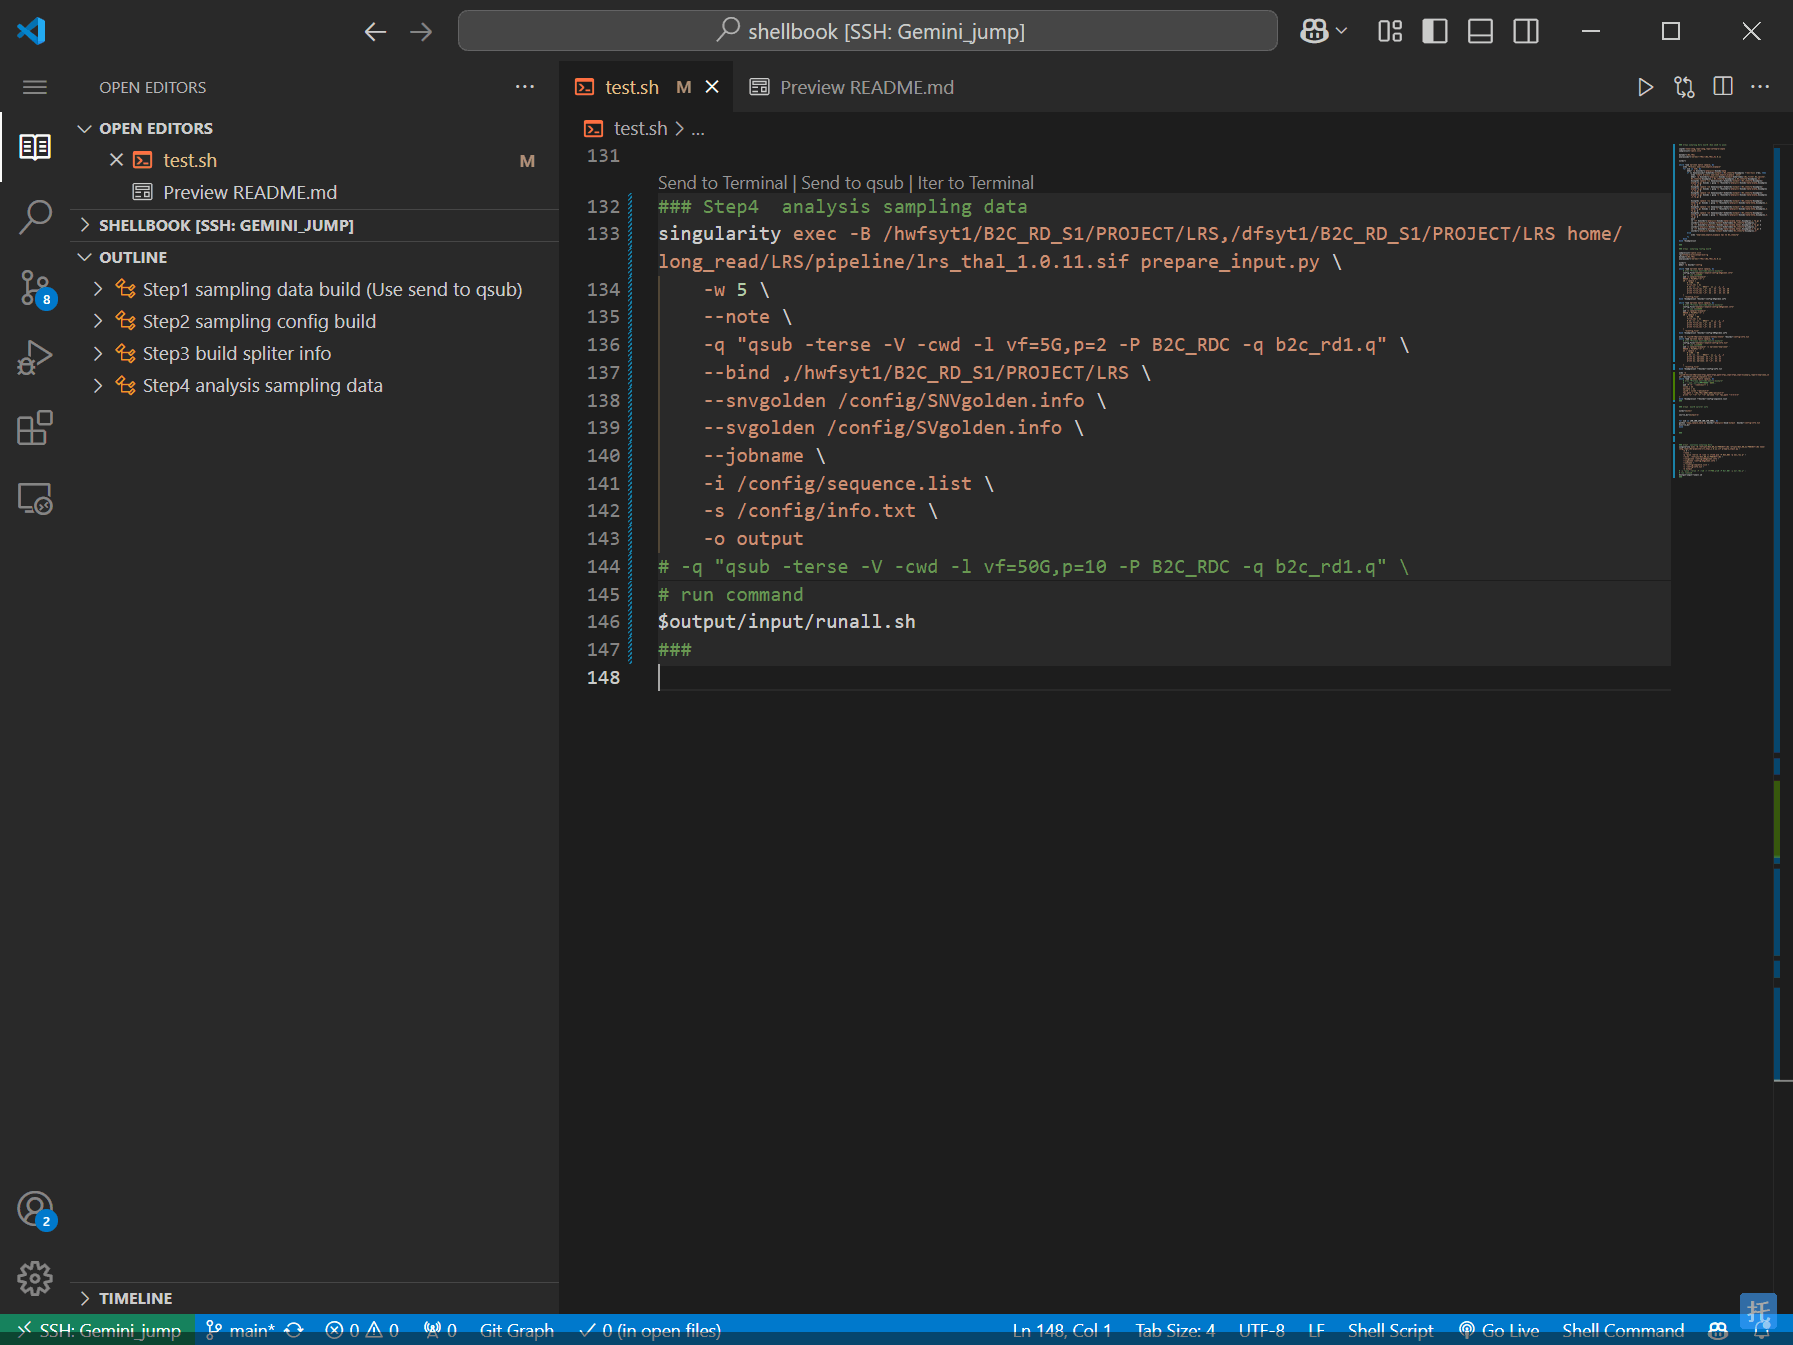 shellbook [SSH: Gemini_jump]
OPEN EDITORS
test.sh M
Preview README.md
OPEN EDITORS
test.sh M
Preview README.md
SHELLBOOK [SSH: GEMINI_JUMP]
OUTLINE
Step1 sampling data build (Use send to qsub)
Step2 sampling config build
Step3 build spliter info
Step4 analysis sampling data
8
2
TIMELINE
test.sh > ...
131
Send to Terminal | Send to qsub | Iter to Terminal
132 ### Step4  analysis sampling data
133 singularity exec -B /hwfsyt1/B2C_RD_S1/PROJECT/LRS,/dfsyt1/B2C_RD_S1/PROJECT/LRS home/
long_read/LRS/pipeline/lrs_thal_1.0.11.sif prepare_input.py \
134     -w 5 \
135     --note \
136     -q "qsub -terse -V -cwd -l vf=5G,p=2 -P B2C_RDC -q b2c_rd1.q" \
137     --bind ,/hwfsyt1/B2C_RD_S1/PROJECT/LRS \
138     --snvgolden /config/SNVgolden.info \
139     --svgolden /config/SVgolden.info \
140     --jobname \
141     -i /config/sequence.list \
142     -s /config/info.txt \
143     -o output
144 # -q "qsub -terse -V -cwd -l vf=50G,p=10 -P B2C_RDC -q b2c_rd1.q" \
145 # run command
146 $output/input/runall.sh
147 ###
148
SSH: Gemini_jump main* 0 0 0 Git Graph 0 (in open files) Ln 148, Col 1 Tab Size: 4 UTF-8 LF Shell Script Go Live Shell Command
托